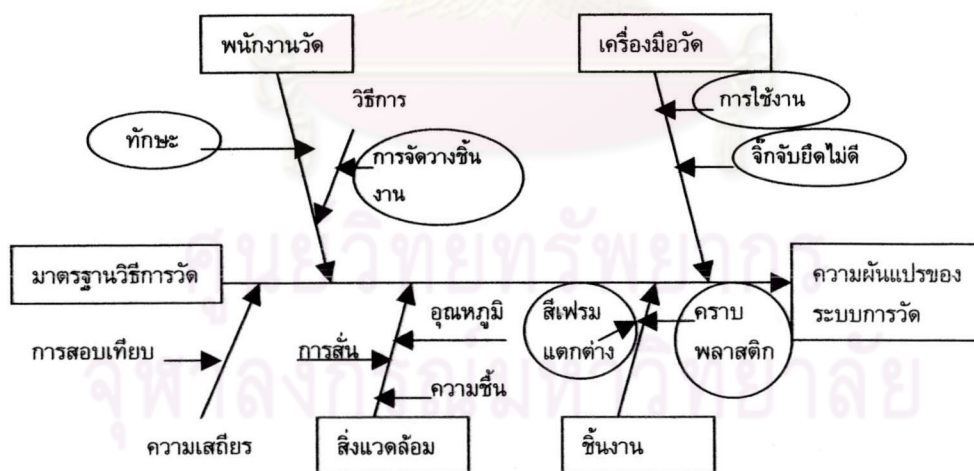 พนักงานวัด
เครื่องมือวัด
วิธีการ
การใช้งาน
ทักษะ
การจัดวางชิ้น
งาน
จิ๊กจับยึดไม่ดี
มาตรฐานวิธีการวัด
ความผันแปรของ
ระบบการวัด
อุณหภูมิ
สีเฟรม
แตกต่าง
คราบ
พลาสติก
การสอบเทียบ
การสั่น
ความชื้น
ความเสถียร
สิ่งแวดล้อม
ชิ้นงาน
ศูนย์วิทยทรัพยากร
จุฬาลงกรณ์มหาวิทยาลัย